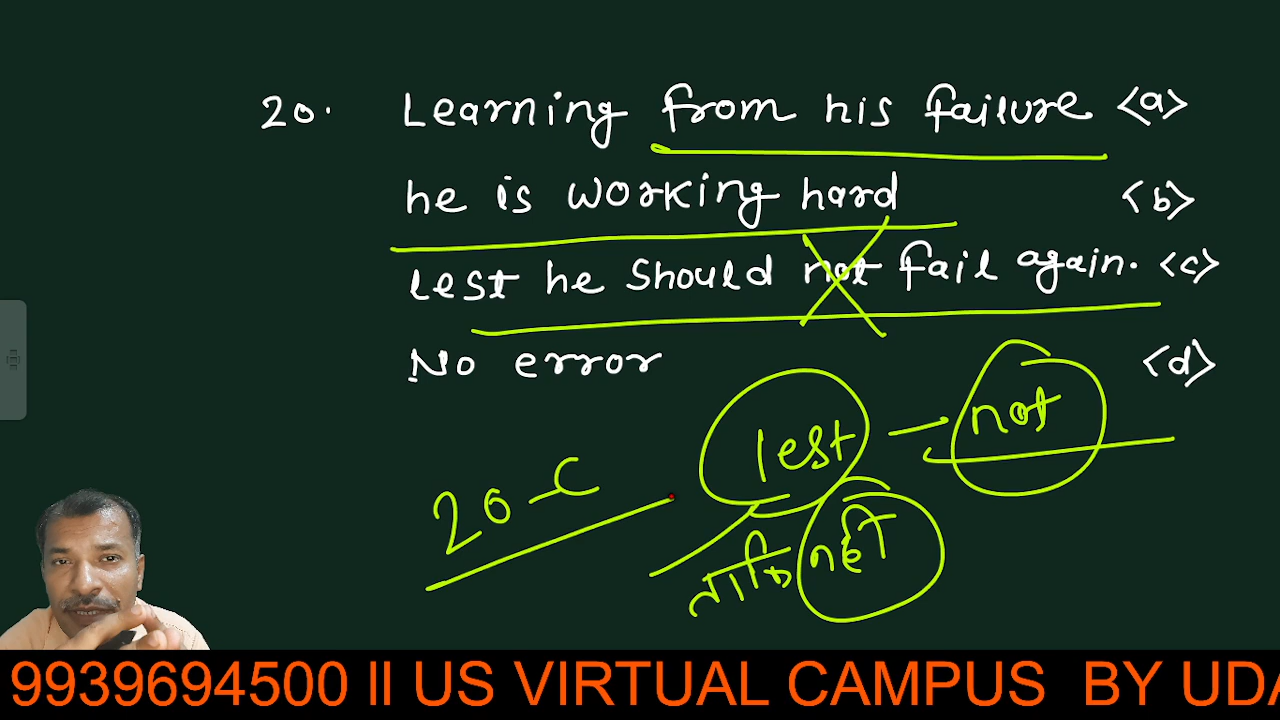 20. Learning from his failure <a>
he is working hard <b>
lest he should not fail again. <c>
No error <d>
lest — not
20-C
ताकि नहीं
9939694500 ll US VIRTUAL CAMPUS BY UDA